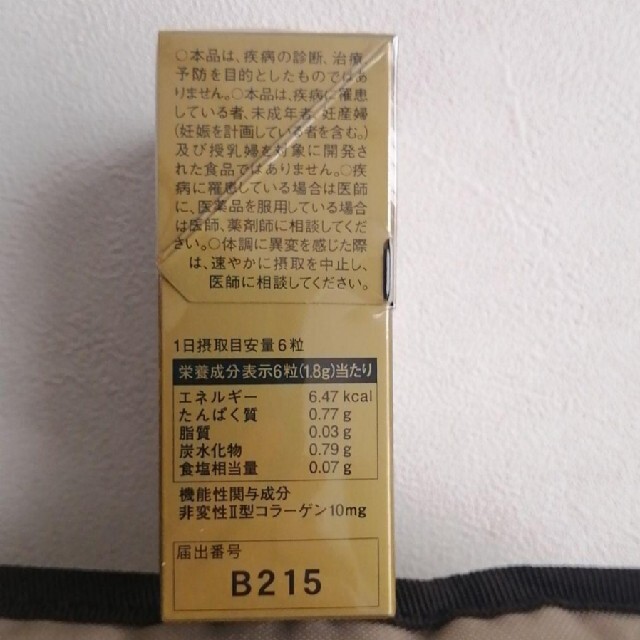 ○本品は、疾病の診断、治療、
予防を目的としたものではあ
りません。○本品は、疾病に罹患
している者、未成年者、妊産婦
(妊娠を計画している者を含む。)
及び授乳婦を対象に開発さ
れた食品ではありません。○疾
病に罹患している場合は医師
に、医薬品を服用している場合
は医師、薬剤師に相談してくだ
さい。○体調に異変を感じた際
は、速やかに摂取を中止し、
医師に相談してください。
1日摂取目安量6粒
栄養成分表示6粒(1.8g)当たり
エネルギー 6.47 kcal
たんぱく質 0.77 g
脂質 0.03 g
炭水化物 0.79 g
食塩相当量 0.07 g
機能性関与成分
非変性Ⅱ型コラーゲン10mg
届出番号
B215